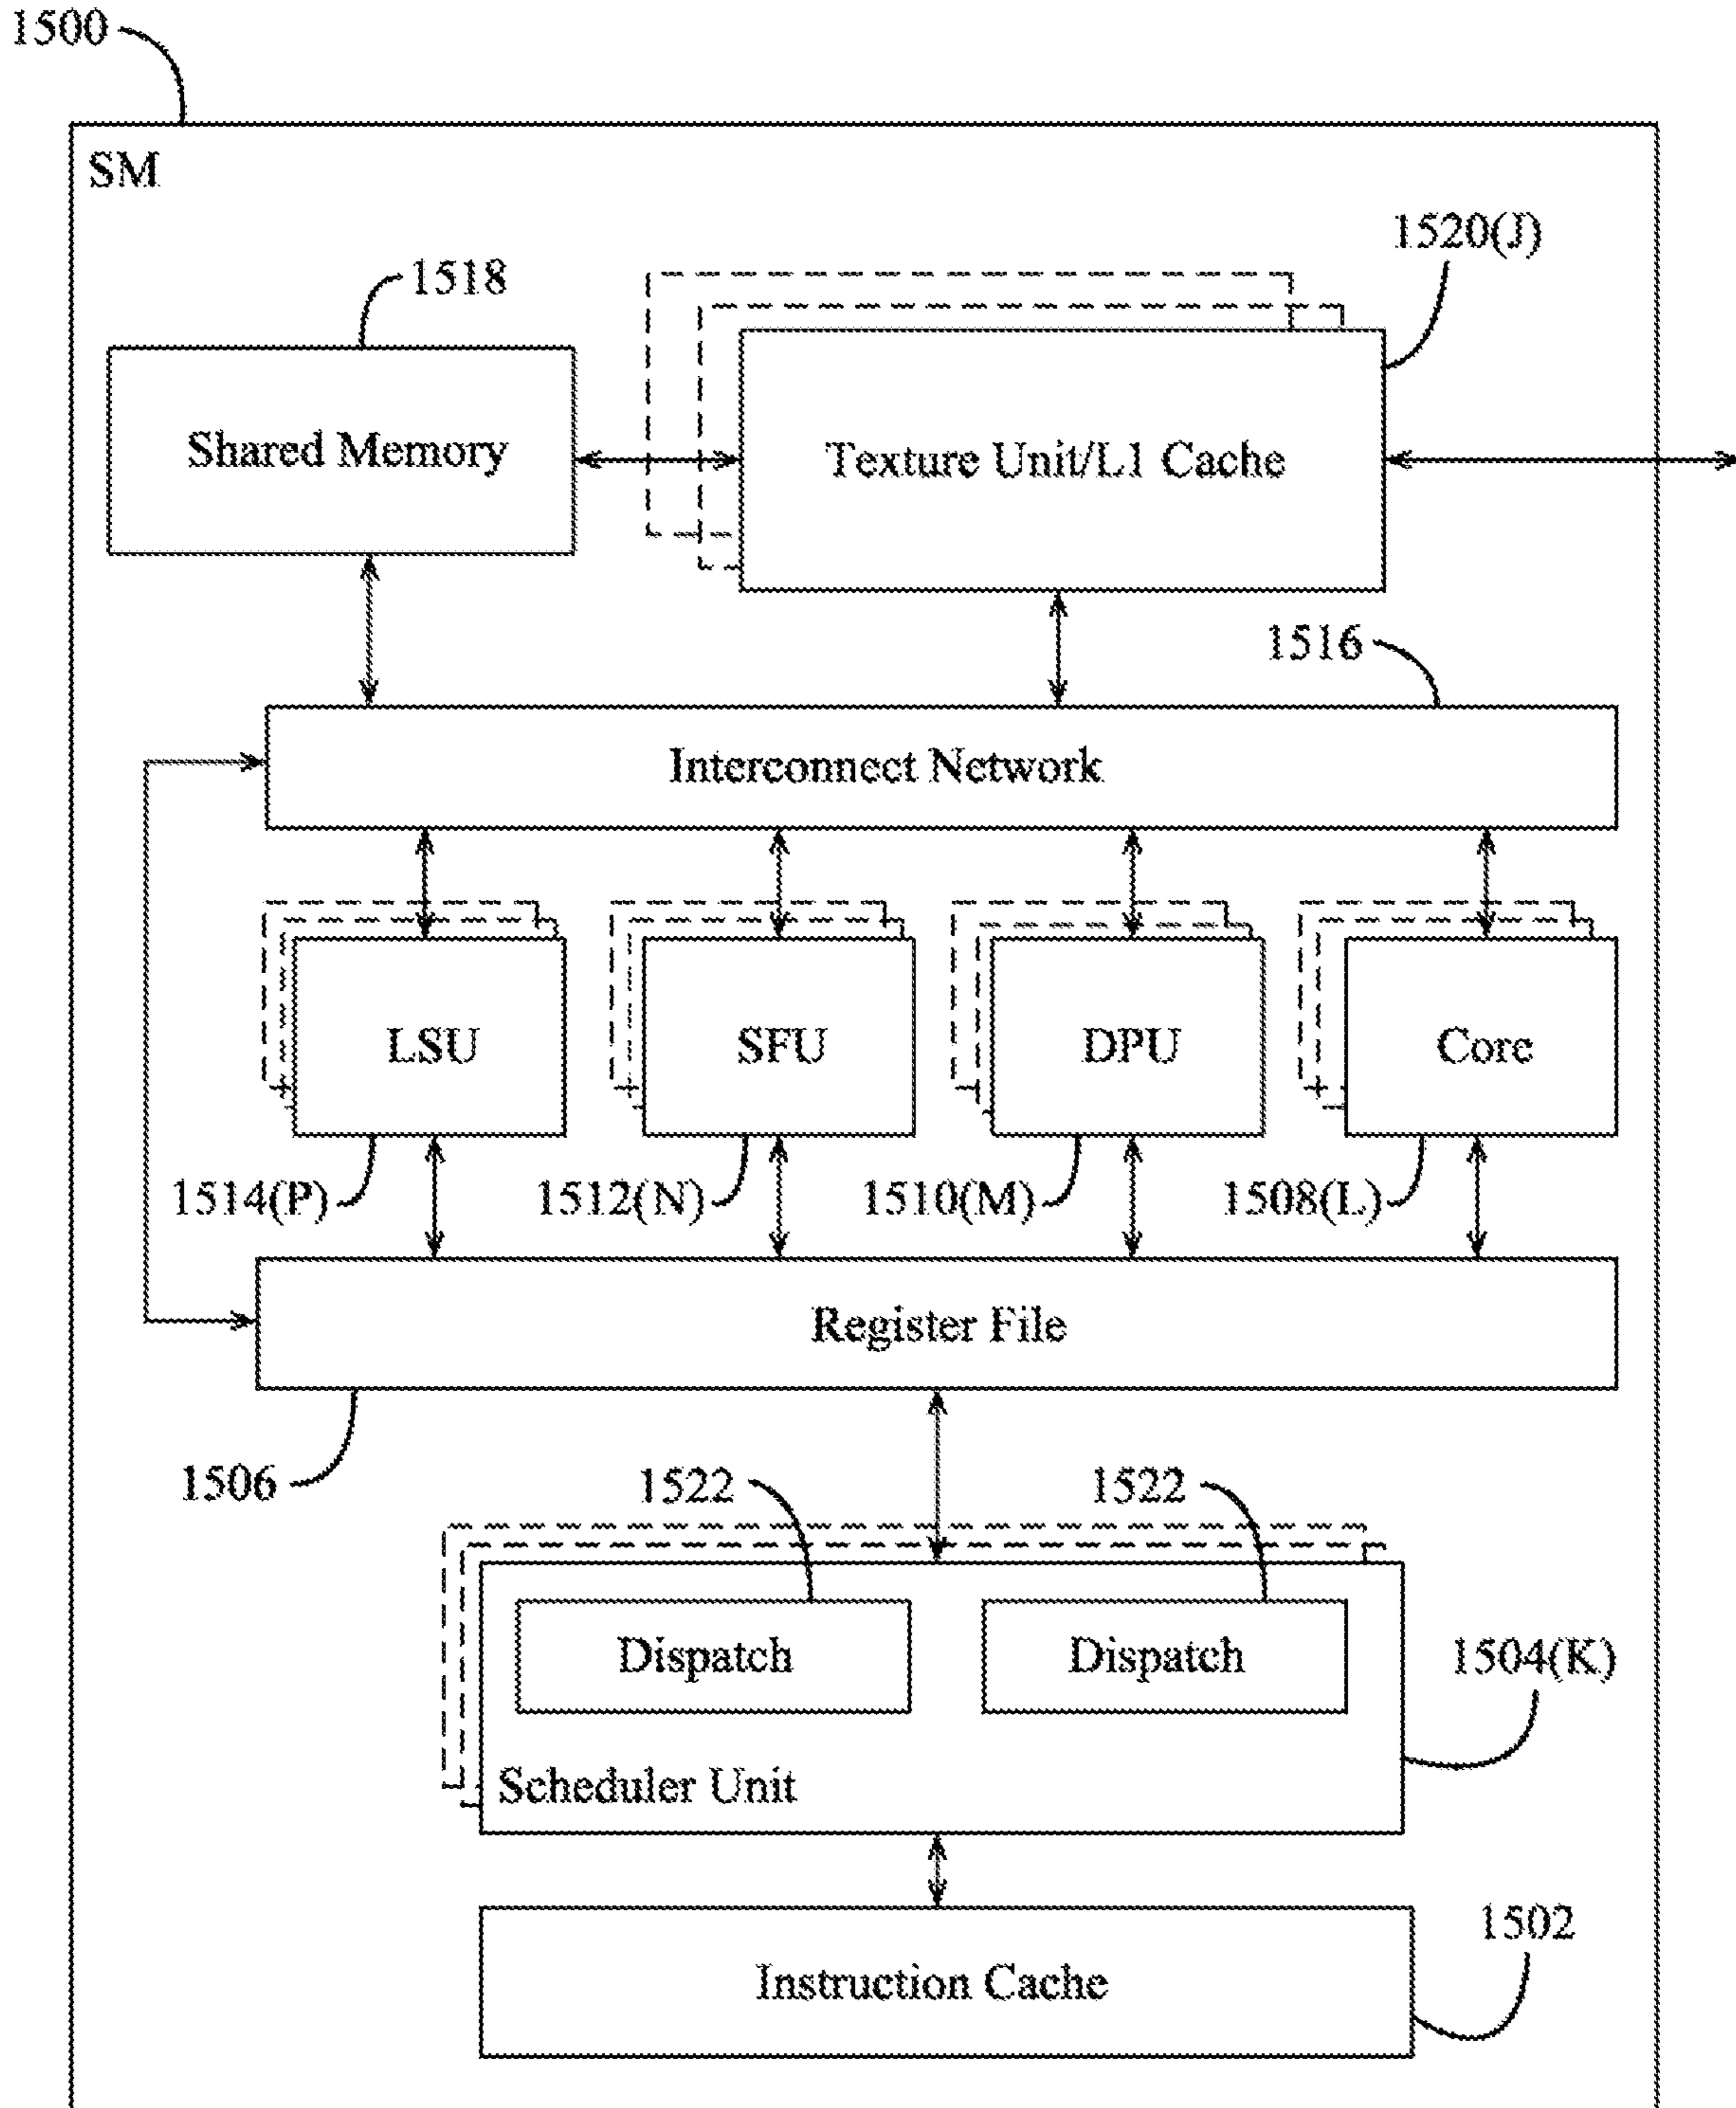 1500
SM
1520(J)
1518
Shared Memory
Texture Unit/L1 Cache
1516
Interconnect Network
LSU
SFU
DPU
Core
1514(P)
1512(N)
1510(M)
1508(L)
Register File
1506
1522
1522
Dispatch
Dispatch
1504(K)
Scheduler Unit
1502
Instruction Cache